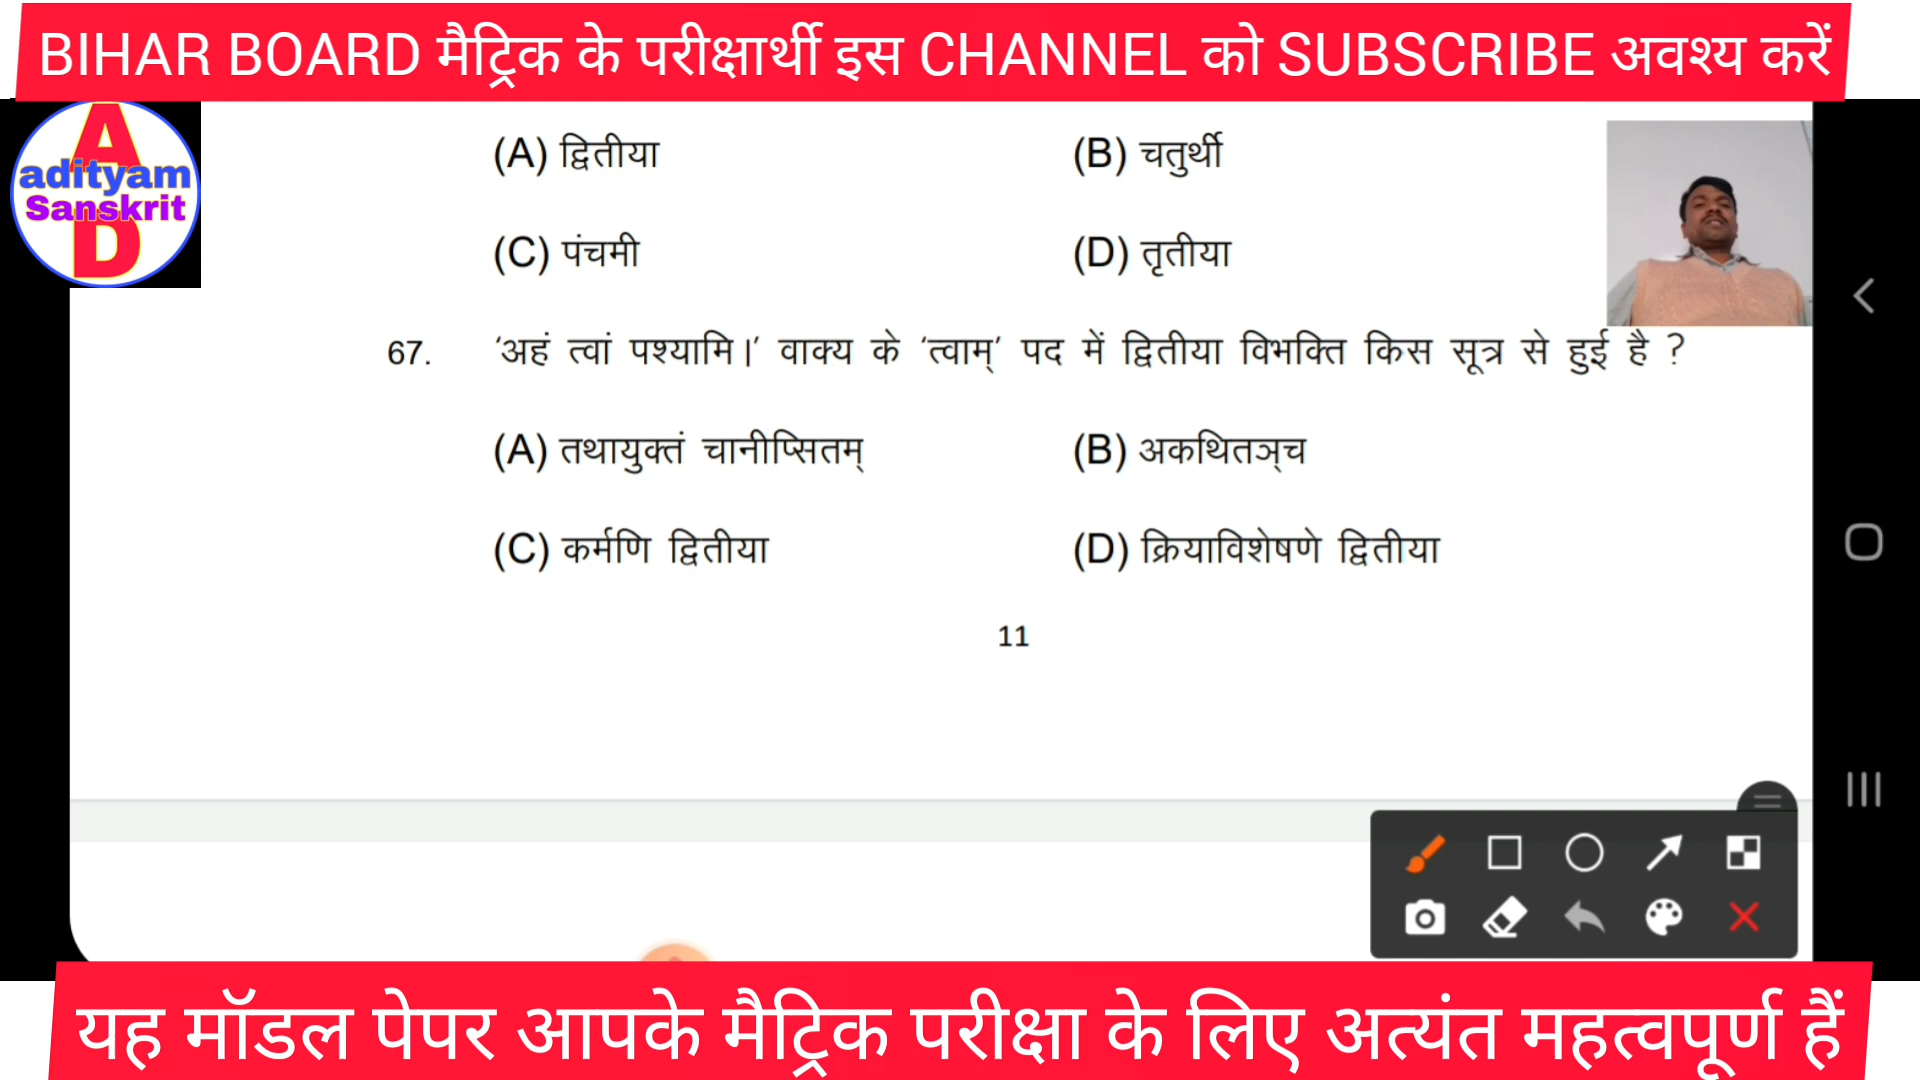 BIHAR BOARD मैट्रिक के परीक्षार्थी इस CHANNEL को SUBSCRIBE अवश्य करें
A
adityam
Sanskrit
D
(A) द्वितीया
(B) चतुर्थी
(C) पंचमी
(D) तृतीया
67. ‘अहं त्वां पश्यामि।’ वाक्य के ‘त्वाम्’ पद में द्वितीया विभक्ति किस सूत्र से हुई है ?
(A) तथायुक्तं चानीप्सितम्
(B) अकथितञ्च
(C) कर्मणि द्वितीया
(D) क्रियाविशेषणे द्वितीया
11
यह मॉडल पेपर आपके मैट्रिक परीक्षा के लिए अत्यंत महत्वपूर्ण हैं